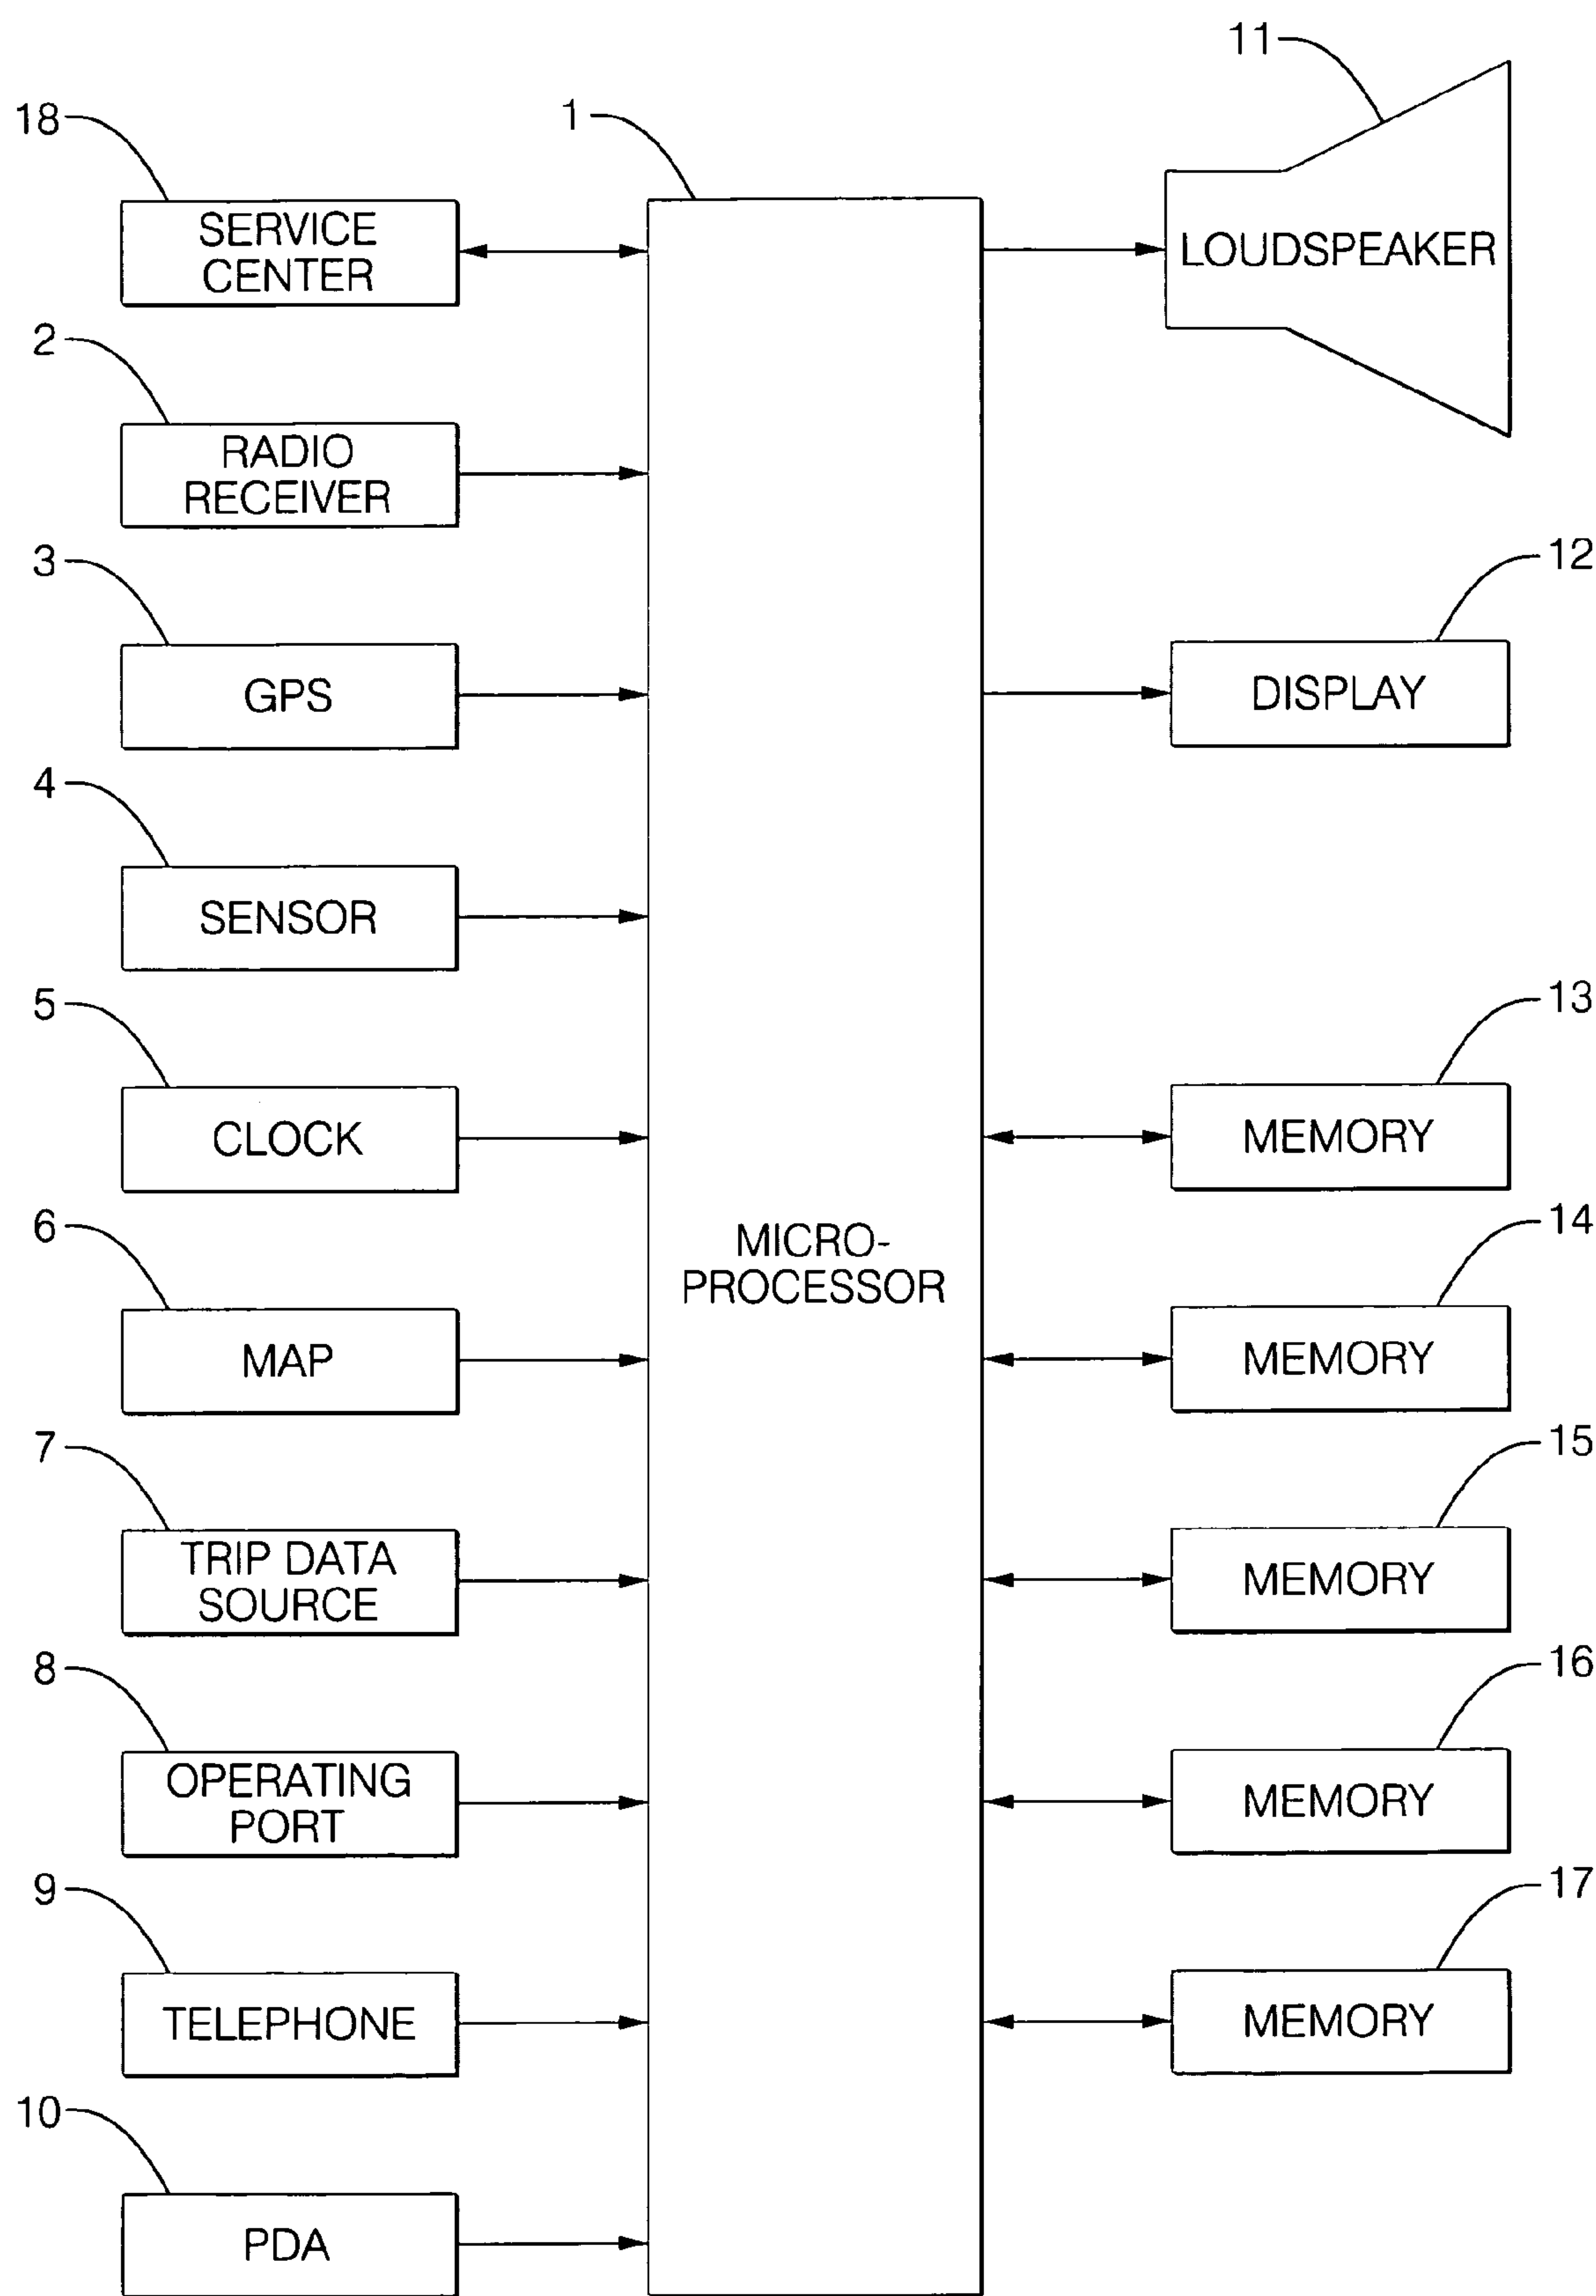 11
18
1
SERVICE
CENTER
LOUDSPEAKER
2
RADIO
RECEIVER
3
12
GPS
DISPLAY
4
SENSOR
5
13
CLOCK
MEMORY
6
14
MICRO-
PROCESSOR
MAP
MEMORY
7
15
TRIP DATA
SOURCE
MEMORY
8
16
OPERATING
PORT
MEMORY
9
17
TELEPHONE
MEMORY
10
PDA